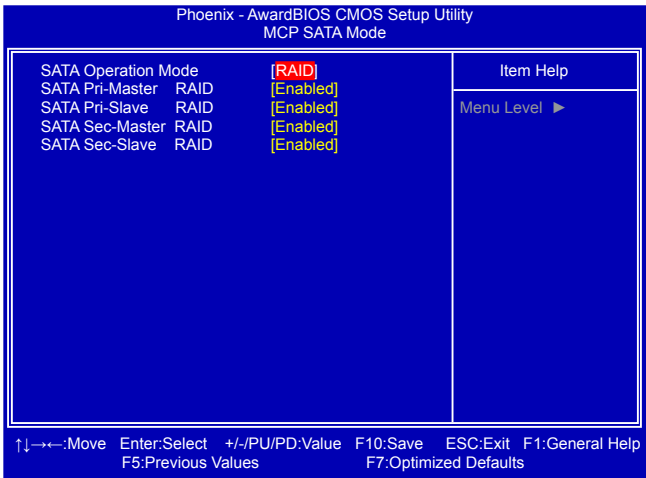 Phoenix - AwardBIOS CMOS Setup Utility
MCP SATA Mode
SATA Operation Mode [RAID]
SATA Pri-Master RAID [Enabled]
SATA Pri-Slave RAID [Enabled]
SATA Sec-Master RAID [Enabled]
SATA Sec-Slave RAID [Enabled]
Item Help
Menu Level ►
↑↓→←:Move Enter:Select +/-/PU/PD:Value F10:Save ESC:Exit F1:General Help
F5:Previous Values F7:Optimized Defaults